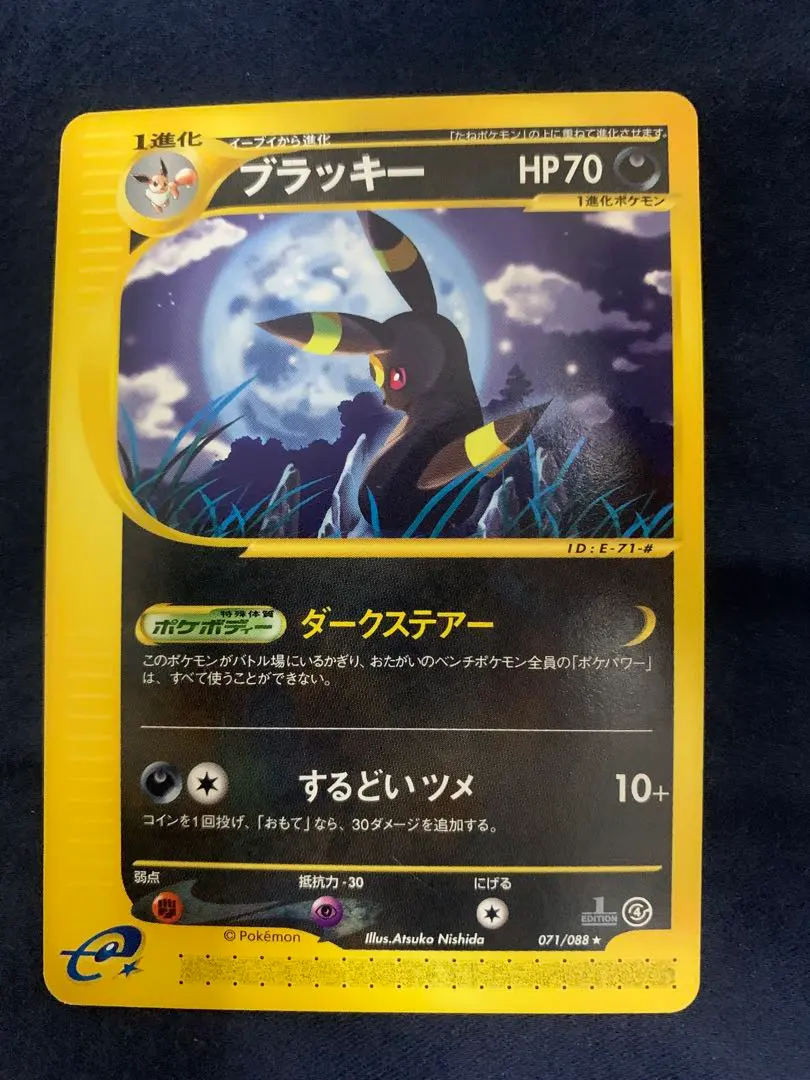 1進化
イーブイから進化
「たねポケモン」の上に重ねて進化させます。
ブラッキー
HP70
1進化ポケモン
ID:E-71-#
特殊体質
ポケボディー
ダークステアー
このポケモンがバトル場にいるかぎり、おたがいのベンチポケモン全員の「ポケパワー」
は、すべて使うことができない。
するどいツメ
10+
コインを1回投げ、「おもて」なら、30ダメージを追加する。
弱点
抵抗力-30
にげる
1
EDITION
4
© Pokémon
Illus.Atsuko Nishida
071/088★
e